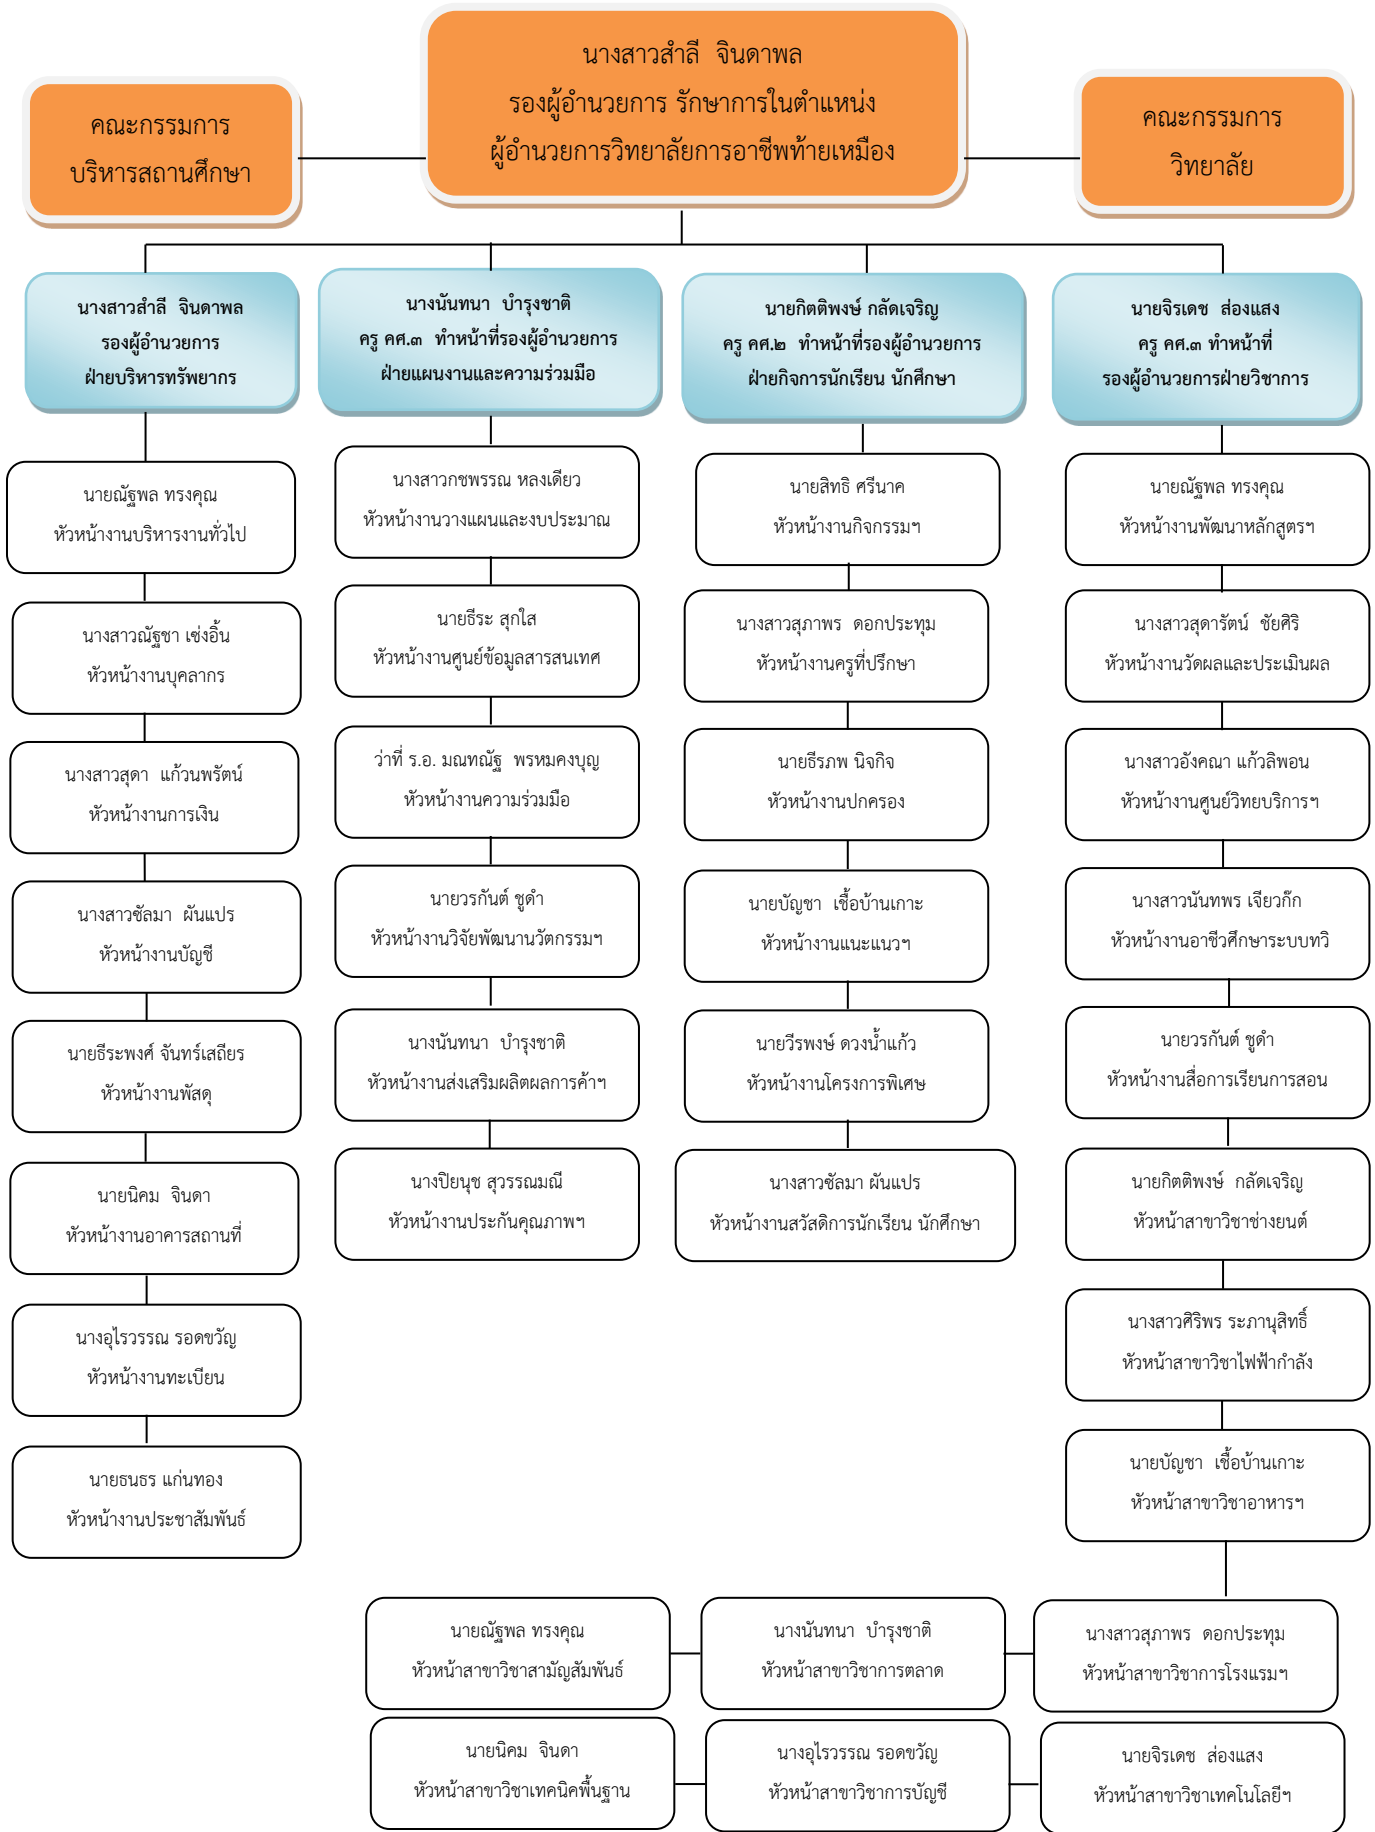 นางสาวสำลี จินดาพล
รองผู้อำนวยการ รักษาการในตำแหน่ง
ผู้อำนวยการวิทยาลัยการอาชีพท้ายเหมือง
คณะกรรมการ
บริหารสถานศึกษา
คณะกรรมการ
วิทยาลัย
นางสาวสำลี จินดาพล
รองผู้อำนวยการ
ฝ่ายบริหารทรัพยากร
นางนันทนา บำรุงชาติ
ครู คศ.๓ ทำหน้าที่รองผู้อำนวยการ
ฝ่ายแผนงานและความร่วมมือ
นายกิตติพงษ์ กลัดเจริญ
ครู คศ.๒ ทำหน้าที่รองผู้อำนวยการ
ฝ่ายกิจการนักเรียน นักศึกษา
นายจิรเดช ส่องแสง
ครู คศ.๓ ทำหน้าที่
รองผู้อำนวยการฝ่ายวิชาการ
นายณัฐพล ทรงคุณ
หัวหน้างานบริหารงานทั่วไป
นางสาวณัฐชา เซ่งอิ้น
หัวหน้างานบุคลากร
นางสาวสุดา แก้วนพรัตน์
หัวหน้างานการเงิน
นางสาวซัลมา ผันแปร
หัวหน้างานบัญชี
นายธีระพงศ์ จันทร์เสถียร
หัวหน้างานพัสดุ
นายนิคม จินดา
หัวหน้างานอาคารสถานที่
นางอุไรวรรณ รอดขวัญ
หัวหน้างานทะเบียน
นายธนธร แก่นทอง
หัวหน้างานประชาสัมพันธ์
นางสาวกชพรรณ หลงเดียว
หัวหน้างานวางแผนและงบประมาณ
นายธีระ สุกใส
หัวหน้างานศูนย์ข้อมูลสารสนเทศ
ว่าที่ ร.อ. มณทณัฐ พรหมคงบุญ
หัวหน้างานความร่วมมือ
นายวรกันต์ ชูดำ
หัวหน้างานวิจัยพัฒนานวัตกรรมฯ
นางนันทนา บำรุงชาติ
หัวหน้างานส่งเสริมผลิตผลการค้าฯ
นางปิยนุช สุวรรณมณี
หัวหน้างานประกันคุณภาพฯ
นายสิทธิ ศรีนาค
หัวหน้างานกิจกรรมฯ
นางสาวสุภาพร ดอกประทุม
หัวหน้างานครูที่ปรึกษา
นายธีรภพ นิจกิจ
หัวหน้างานปกครอง
นายบัญชา เชื้อบ้านเกาะ
หัวหน้างานแนะแนวฯ
นายวีรพงษ์ ดวงน้ำแก้ว
หัวหน้างานโครงการพิเศษ
นางสาวซัลมา ผันแปร
หัวหน้างานสวัสดิการนักเรียน นักศึกษา
นายณัฐพล ทรงคุณ
หัวหน้างานพัฒนาหลักสูตรฯ
นางสาวสุดารัตน์ ชัยศิริ
หัวหน้างานวัดผลและประเมินผล
นางสาวอังคณา แก้วลิพอน
หัวหน้างานศูนย์วิทยบริการฯ
นางสาวนันทพร เจียวก๊ก
หัวหน้างานอาชีวศึกษาระบบทวิ
นายวรกันต์ ชูดำ
หัวหน้างานสื่อการเรียนการสอน
นายกิตติพงษ์ กลัดเจริญ
หัวหน้าสาขาวิชาช่างยนต์
นางสาวศิริพร ระภานุสิทธิ์
หัวหน้าสาขาวิชาไฟฟ้ากำลัง
นายบัญชา เชื้อบ้านเกาะ
หัวหน้าสาขาวิชาอาหารฯ
นายณัฐพล ทรงคุณ
หัวหน้าสาขาวิชาสามัญสัมพันธ์
นางนันทนา บำรุงชาติ
หัวหน้าสาขาวิชาการตลาด
นางสาวสุภาพร ดอกประทุม
หัวหน้าสาขาวิชาการโรงแรมฯ
นายนิคม จินดา
หัวหน้าสาขาวิชาเทคนิคพื้นฐาน
นางอุไรวรรณ รอดขวัญ
หัวหน้าสาขาวิชาการบัญชี
นายจิรเดช ส่องแสง
หัวหน้าสาขาวิชาเทคโนโลยีฯ